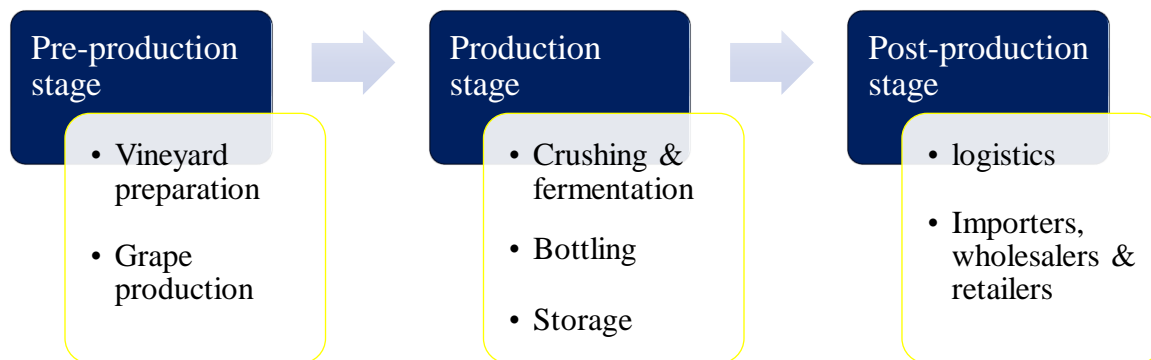 Pre-production
stage
• Vineyard
preparation
• Grape
production
Production
stage
• Crushing &
fermentation
• Bottling
• Storage
Post-production
stage
• logistics
• Importers,
wholesalers &
retailers